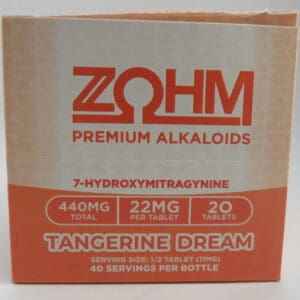 ZΩHM
PREMIUM ALKALOIDS
7-HYDROXYMITRAGYNINE
440MG TOTAL
22MG PER TABLET
20 TABLETS
TANGERINE DREAM
SERVING SIZE: 1/2 TABLET (11MG)
40 SERVINGS PER BOTTLE